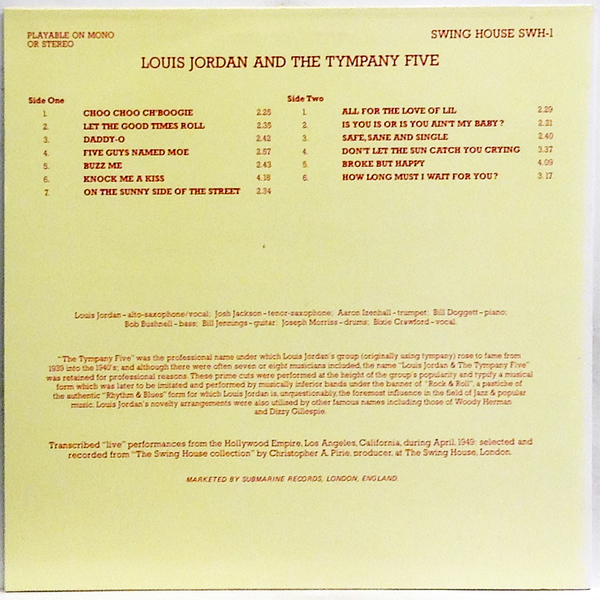 PLAYABLE ON MONO
OR STEREO
SWING HOUSE SWH-1
LOUIS JORDAN AND THE TYMPANY FIVE
Side One
1. CHOO CHOO CH'BOOGIE 2.25
2. LET THE GOOD TIMES ROLL 2.35
3. DADDY-O 2.42
4. FIVE GUYS NAMED MOE 2.57
5. BUZZ ME 2.43
6. KNOCK ME A KISS 4.18
7. ON THE SUNNY SIDE OF THE STREET 2.34
Side Two
1. ALL FOR THE LOVE OF LIL 2.29
2. IS YOU IS OR IS YOU AIN'T MY BABY? 2.21
3. SAFE, SANE AND SINGLE 2.40
4. DON'T LET THE SUN CATCH YOU CRYING 3.37
5. BROKE BUT HAPPY 4.09
6. HOW LONG MUST I WAIT FOR YOU? 3.17
Louis Jordan - alto-saxophone/vocal; Josh Jackson - tenor-saxophone; Aaron Izenhall - trumpet; Bill Doggett - piano;
Bob Bushnell - bass; Bill Jennings - guitar; Joseph Morriss - drums; Bixie Crawford - vocal.
"The Tympany Five" was the professional name under which Louis Jordan's group (originally using tympany) rose to fame from
1939 into the 1940's; and although there were often seven or eight musicians included, the name "Louis Jordan & The Tympany Five"
was retained for professional reasons. These prime cuts were performed at the height of the group's popularity and typify a musical
form which was later to be imitated and performed by musically inferior bands under the banner of "Rock & Roll", a pastiche of
the authentic "Rhythm & Blues" form for which Louis Jordan is, unquestionably, the foremost influence in the field of Jazz & popular
music. Louis Jordan's novelty arrangements were also utilised by other famous names including those of Woody Herman
and Dizzy Gillespie.
Transcribed "live" performances from the Hollywood Empire, Los Angeles, California, during April, 1949: selected and
recorded from "The Swing House collection" by Christopher A. Pirie, producer, at The Swing House, London.
MARKETED BY SUBMARINE RECORDS, LONDON, ENGLAND.